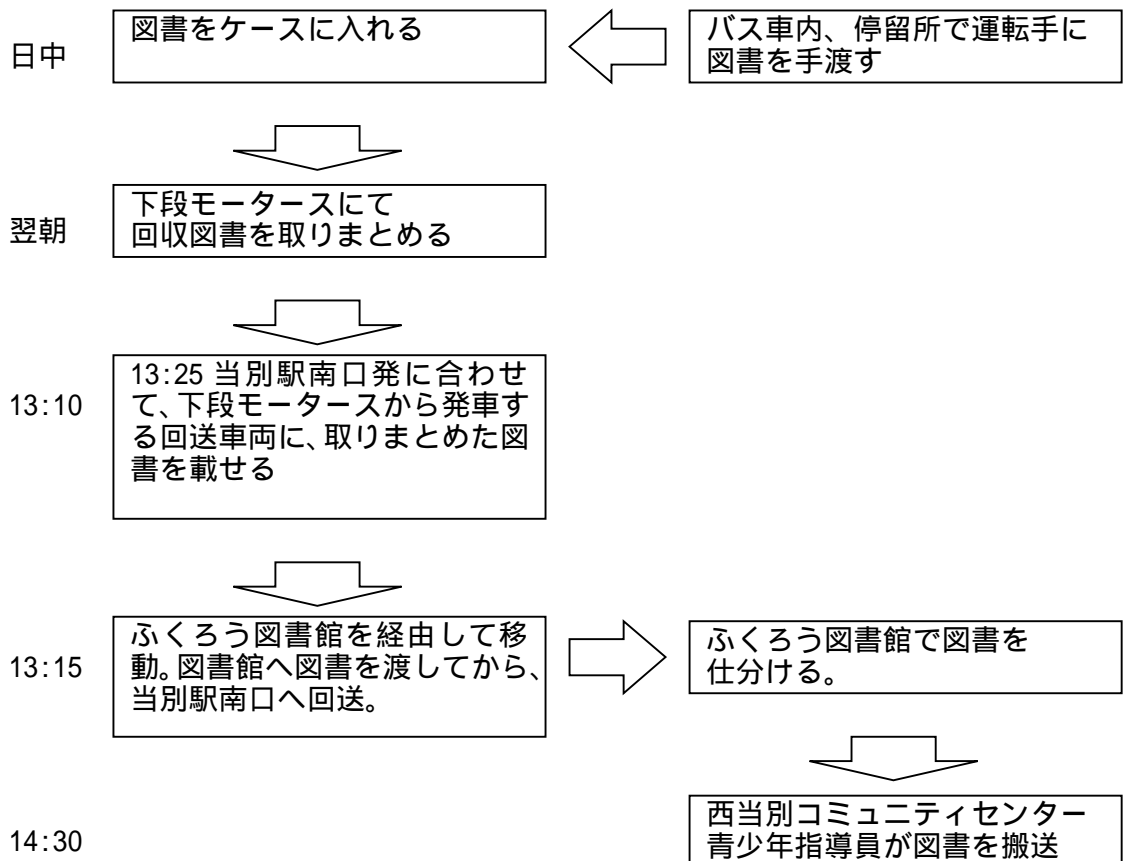 日中
図書をケースに入れる
バス車内、停留所で運転手に
図書を手渡す
翌朝
下段モータースにて
回収図書を取りまとめる
13:10
13:25 当別駅南口発に合わせ
て、下段モータースから発車す
る回送車両に、取りまとめた図
書を載せる
13:15
ふくろう図書館を経由して移
動。図書館へ図書を渡してから、
当別駅南口へ回送。
ふくろう図書館で図書を
仕分ける。
14:30
西当別コミュニティセンター
青少年指導員が図書を搬送